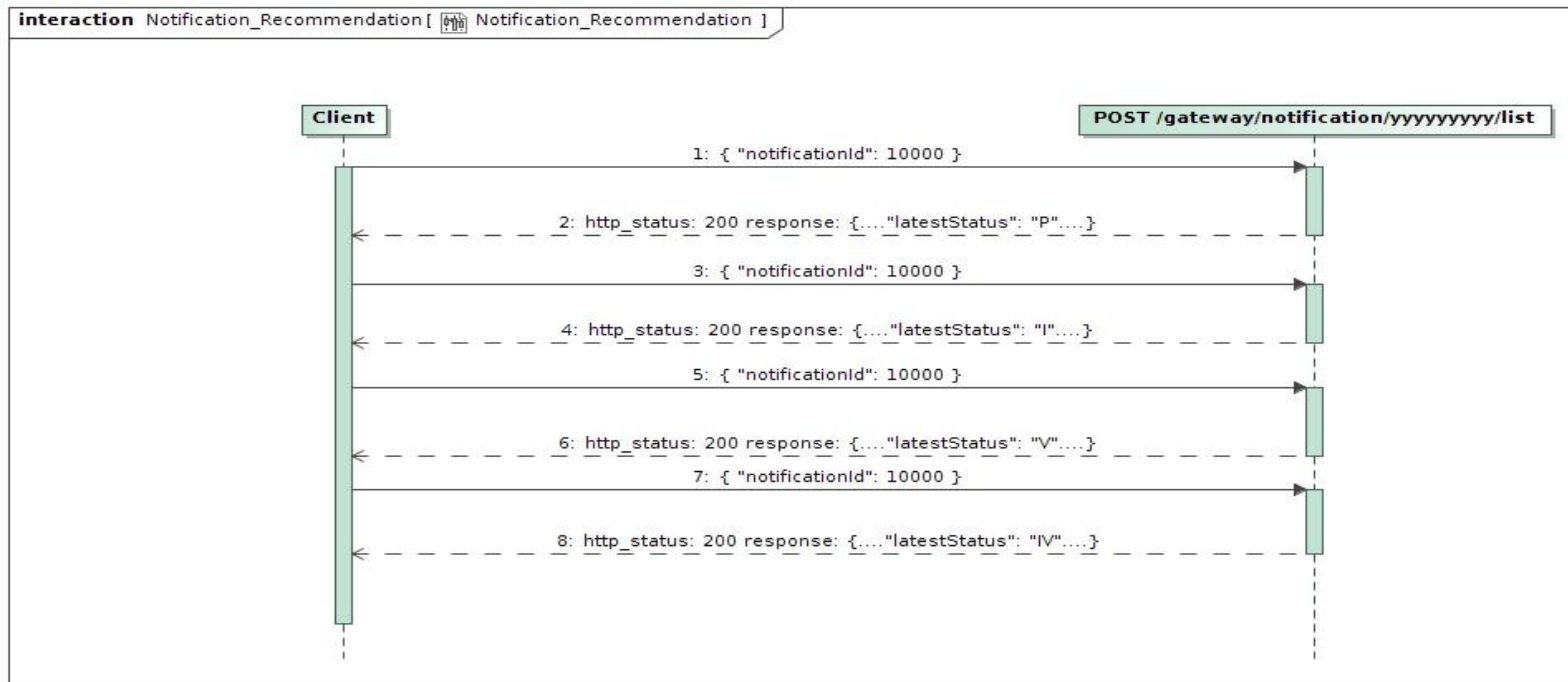 interaction Notification_Recommendation [ Notification_Recommendation ]
Client
POST /gateway/notification/yyyyyyyyy/list
1: { "notificationId": 10000 }
2: http_status: 200 response: {...."latestStatus": "P"....}
3: { "notificationId": 10000 }
4: http_status: 200 response: {...."latestStatus": "I"....}
5: { "notificationId": 10000 }
6: http_status: 200 response: {...."latestStatus": "V"....}
7: { "notificationId": 10000 }
8: http_status: 200 response: {...."latestStatus": "IV"....}